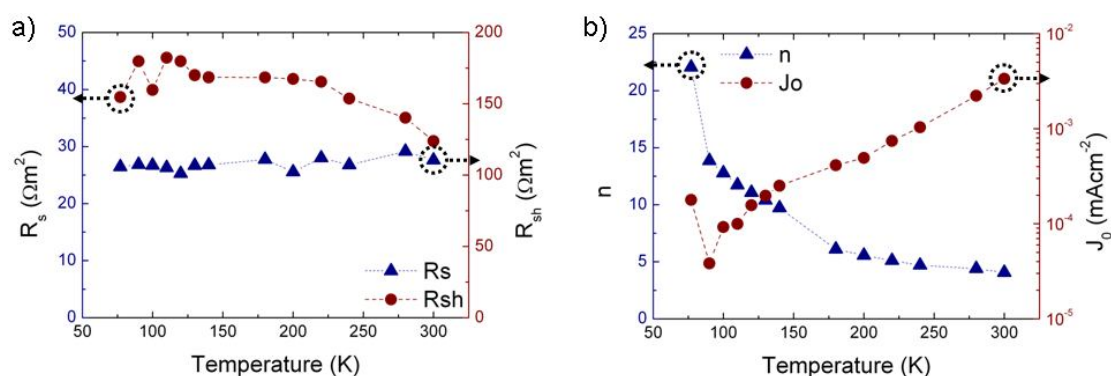 a)
50
40
30
20
10
0
R_s (Ωm²)
200
150
100
50
0
R_sh (Ωm²)
Rs
Rsh
50 100 150 200 250 300
Temperature (K)
b)
25
20
15
10
5
0
n
n
Jo
10⁻²
10⁻³
10⁻⁴
10⁻⁵
J₀ (mAcm⁻²)
50 100 150 200 250 300
Temperature (K)